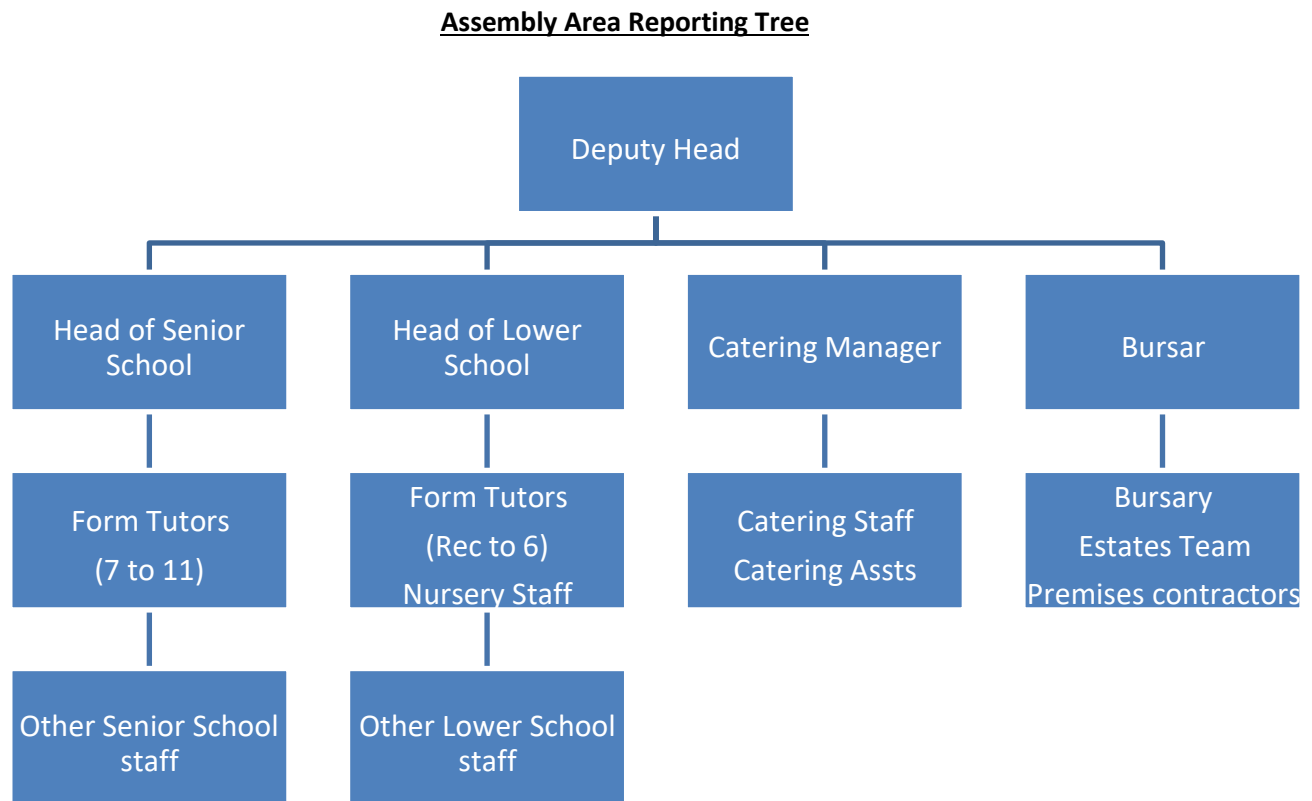 Assembly Area Reporting Tree
Deputy Head
Head of Senior
School
Head of Lower
School
Catering Manager
Bursar
Form Tutors
(7 to 11)
Form Tutors
(Rec to 6)
Nursery Staff
Catering Staff
Catering Assts
Bursary
Estates Team
Premises contractors
Other Senior School
staff
Other Lower School
staff